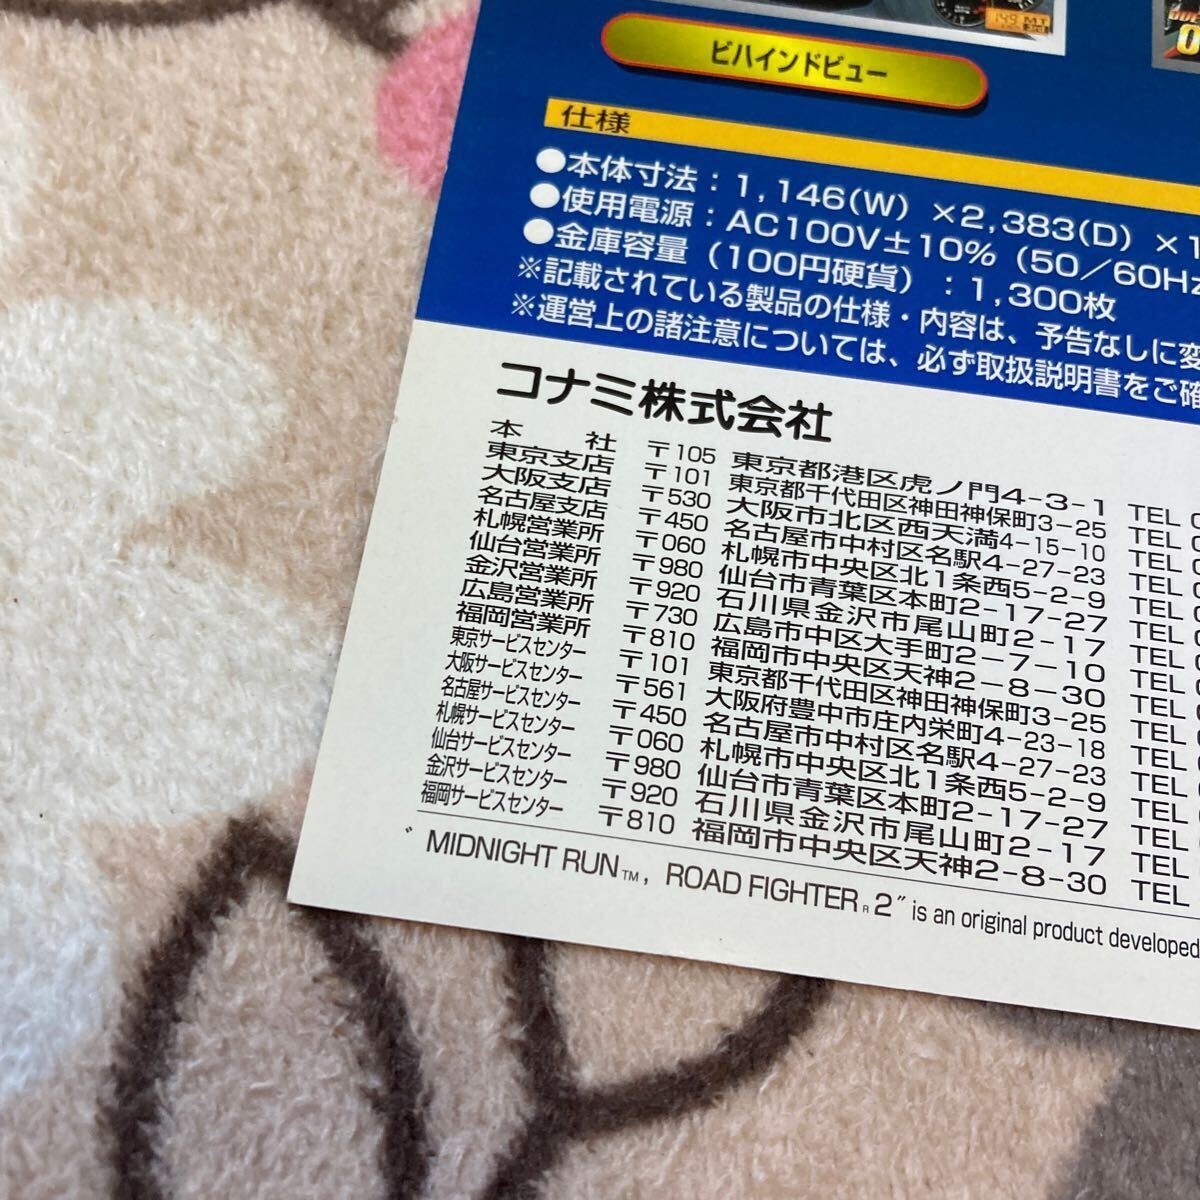 149 M.T
ビハインドビュー
仕様
●本体寸法：1,146(W) ×2,383(D) ×1
●使用電源：AC100V±10% (50／60Hz
●金庫容量 (100円硬貨)：1,300枚
※記載されている製品の仕様・内容は、予告なしに変
※運営上の諸注意については、必ず取扱説明書をご確
コナミ株式会社
本 社 〒105 東京都港区虎ノ門4-3-1 TEL
東京支店 〒101 東京都千代田区神田神保町3-25 TEL
大阪支店 〒530 大阪市北区西天満4-15-10 TEL
名古屋支店 〒450 名古屋市中村区名駅4-27-23 TEL
札幌営業所 〒060 札幌市中央区北1条西5-2-9 TEL
仙台営業所 〒980 仙台市青葉区本町2-17-27 TEL
金沢営業所 〒920 石川県金沢市尾山町2-17 TEL
広島営業所 〒730 広島市中区大手町2-7-10 TEL
福岡営業所 〒810 福岡市中央区天神2-8-30 TEL
東京サービスセンター 〒101 東京都千代田区神田神保町3-25 TEL
大阪サービスセンター 〒561 大阪府豊中市庄内栄町4-23-18 TEL
名古屋サービスセンター 〒450 名古屋市中村区名駅4-27-23 TEL
札幌サービスセンター 〒060 札幌市中央区北1条西5-2-9 TEL
仙台サービスセンター 〒980 仙台市青葉区本町2-17-27 TEL
金沢サービスセンター 〒920 石川県金沢市尾山町2-17 TEL
福岡サービスセンター 〒810 福岡市中央区天神2-8-30 TEL
"MIDNIGHT RUN™, ROAD FIGHTER®2" is an original product developed